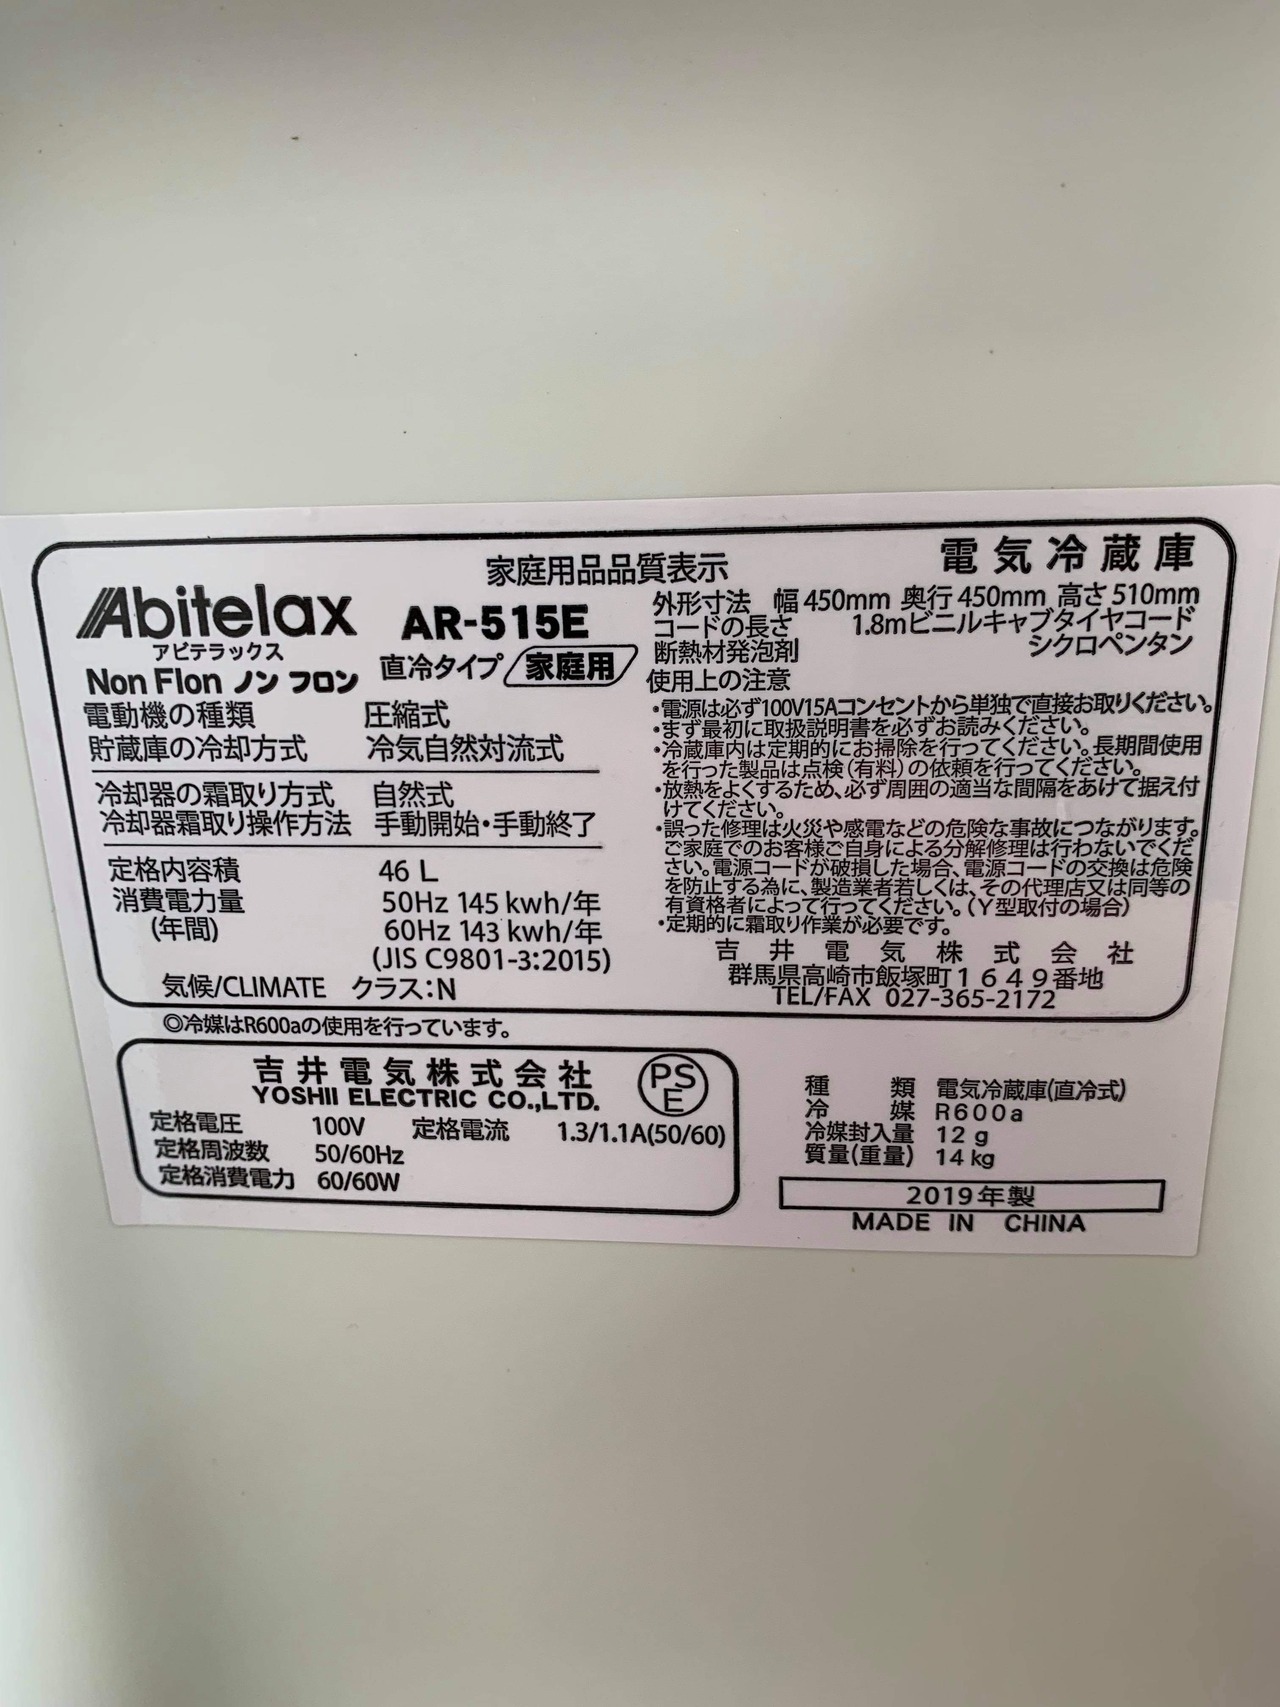 家庭用品品質表示
電気冷蔵庫
Abitelax
アビテラックス
AR-515E
Non Flon ノン フロン
直冷タイプ 家庭用
電動機の種類 圧縮式
貯蔵庫の冷却方式 冷気自然対流式
冷却器の霜取り方式 自然式
冷却器霜取り操作方法 手動開始・手動終了
定格内容積 46 L
消費電力量 50Hz 145 kwh/年
(年間) 60Hz 143 kwh/年
(JIS C9801-3:2015)
気候/CLIMATE クラス:N
外形寸法 幅450mm 奥行450mm 高さ510mm
コードの長さ 1.8mビニルキャブタイヤコード
断熱材発泡剤 シクロペンタン
使用上の注意
・電源は必ず100V15Aコンセントから単独で直接お取りください。
・まず最初に取扱説明書を必ずお読みください。
・冷蔵庫内は定期的にお掃除を行ってください。長期間使用
を行った製品は点検(有料)の依頼を行ってください。
・放熱をよくするため、必ず周囲の適当な間隔をあけて据え付
けてください。
・誤った修理は火災や感電などの危険な事故につながります。
ご家庭でのお客様ご自身による分解修理は行わないでくだ
さい。電源コードが破損した場合、電源コードの交換は危険
を防止する為に、製造業者若しくは、その代理店又は同等の
有資格者によって行ってください。(Y型取付の場合)
・定期的に霜取り作業が必要です。
吉井電気株式会社
群馬県高崎市飯塚町1649番地
TEL/FAX 027-365-2172
◎冷媒はR600aの使用を行っています。
吉井電気株式会社
YOSHII ELECTRIC CO.,LTD.
PS
E
定格電圧 100V 定格電流 1.3/1.1A(50/60)
定格周波数 50/60Hz
定格消費電力 60/60W
種類 電気冷蔵庫(直冷式)
冷媒 R600a
冷媒封入量 12g
質量(重量) 14kg
2019年製
MADE IN CHINA